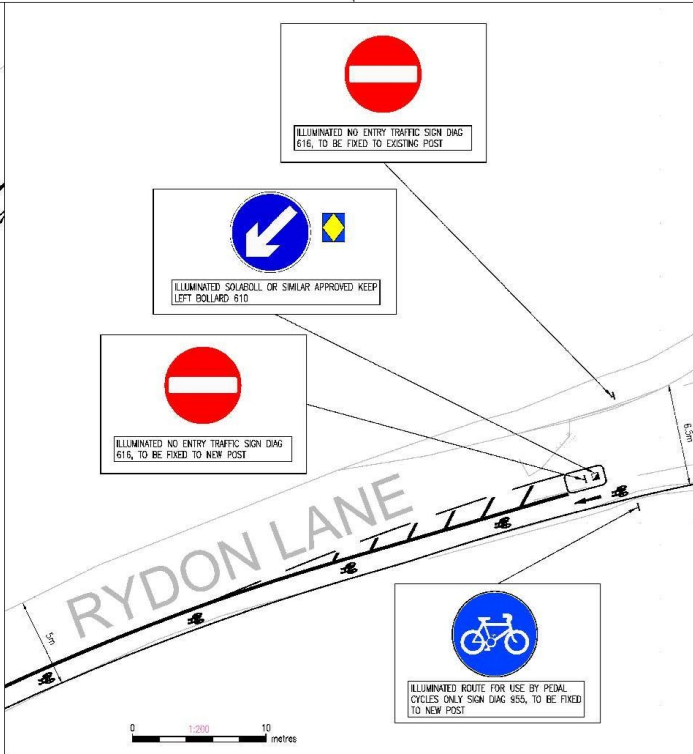 ILLUMINATED NO ENTRY TRAFFIC SIGN DIAG
616, TO BE FIXED TO EXISTING POST
ILLUMINATED SOLABOLL OR SIMILAR APPROVED KEEP
LEFT BOLLARD 610
ILLUMINATED NO ENTRY TRAFFIC SIGN DIAG
616, TO BE FIXED TO NEW POST
6.5m
RYDON LANE
5m
ILLUMINATED ROUTE FOR USE BY PEDAL
CYCLES ONLY SIGN DIAG 955, TO BE FIXED
TO NEW POST
0 1:200 10
metres